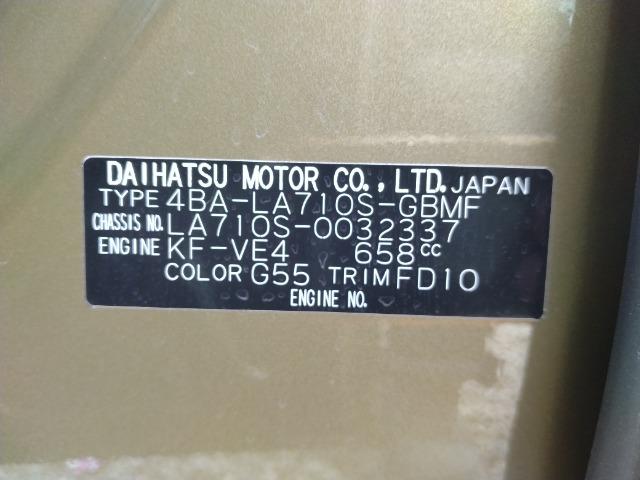 DAIHATSU MOTOR CO., LTD. JAPAN
TYPE 4BA-LA710S-GBMF
CHASSIS NO. LA710S-0032337
ENGINE KF-VE4 658cc
COLOR G55 TRIM FD10
ENGINE NO.